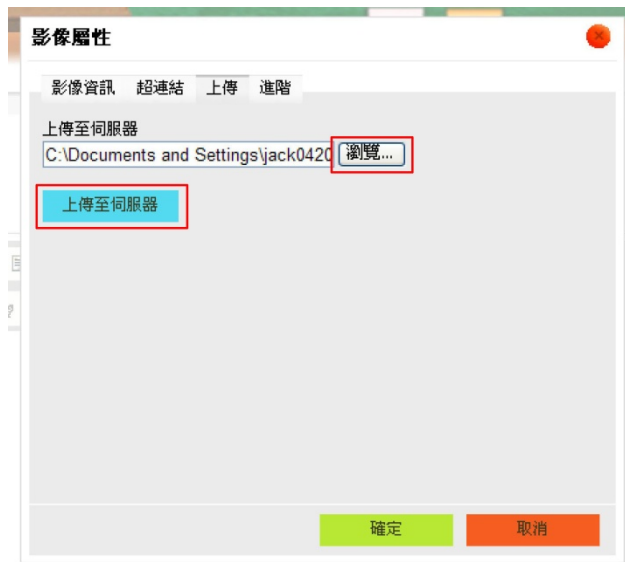 影像屬性
影像資訊 超連結 上傳 進階
上傳至伺服器
C:\Documents and Settings\jack0420 瀏覽...
上傳至伺服器
確定 取消